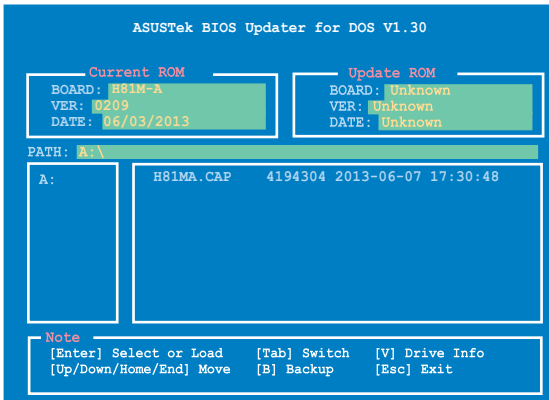 ASUSTek BIOS Updater for DOS V1.30
Current ROM
BOARD: H81M-A
VER: 0209
DATE: 06/03/2013
Update ROM
BOARD: Unknown
VER: Unknown
DATE: Unknown
PATH: A:\
A:
H81MA.CAP 4194304 2013-06-07 17:30:48
Note
[Enter] Select or Load [Tab] Switch [V] Drive Info
[Up/Down/Home/End] Move [B] Backup [Esc] Exit